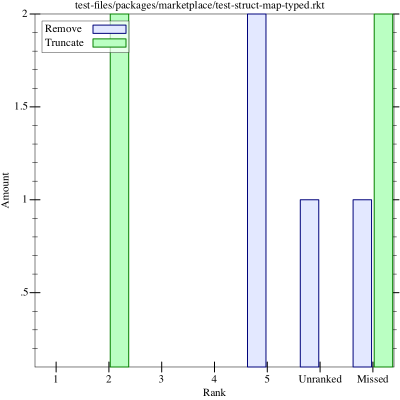 test-files/packages/marketplace/test-struct-map-typed.rkt
Remove
Truncate
2
1.5
1
.5
Amount
1 2 3 4 5 Unranked Missed
Rank